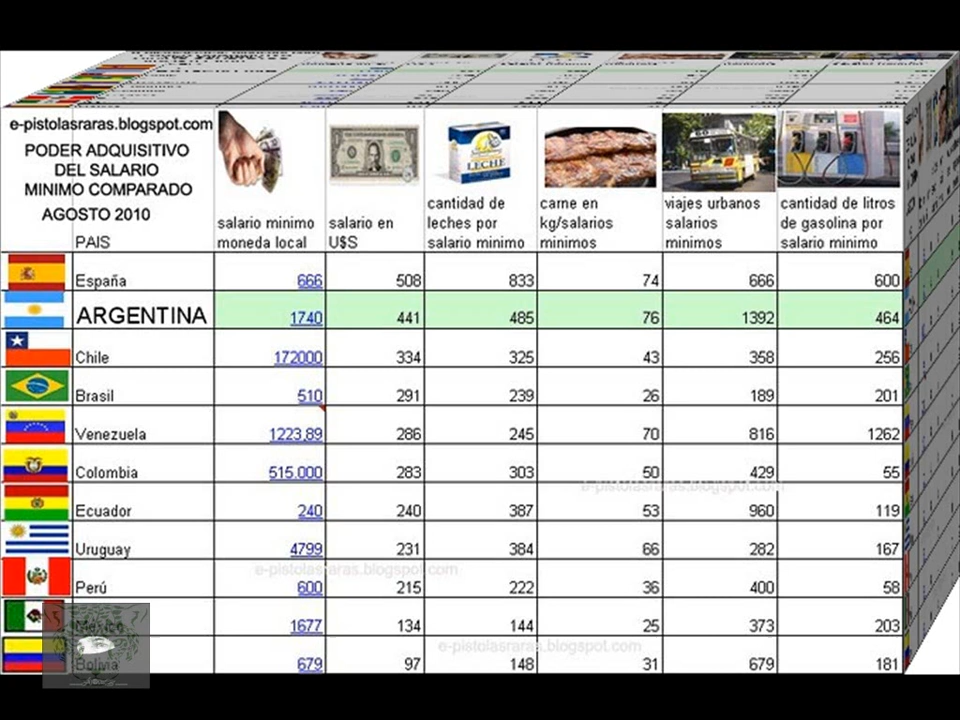 e-pistolasraras.blogspot.com
PODER ADQUISITIVO
DEL SALARIO
MINIMO COMPARADO
AGOSTO 2010
PAIS
salario minimo
moneda local
salario en
U$S
LECHE
cantidad de
leches por
salario minimo
carne en
kg/salarios
minimos
viajes urbanos
salarios
minimos
cantidad de litros
de gasolina por
salario minimo
España 666 508 833 74 666 600
ARGENTINA 1740 441 485 76 1392 464
Chile 172000 334 325 43 358 256
Brasil 510 291 239 26 189 201
Venezuela 1223,89 286 245 70 816 1262
Colombia 515.000 283 303 50 429 55
e-pistolasraras.blogspot.com
Ecuador 240 240 387 53 960 119
Uruguay 4799 231 384 66 282 167
e-pistolasraras.blogspot.com
Perú 600 215 222 36 400 58
1677 134 144 25 373 203
e-pistolasraras.blogspot.com
Bolivia 679 97 148 31 679 181